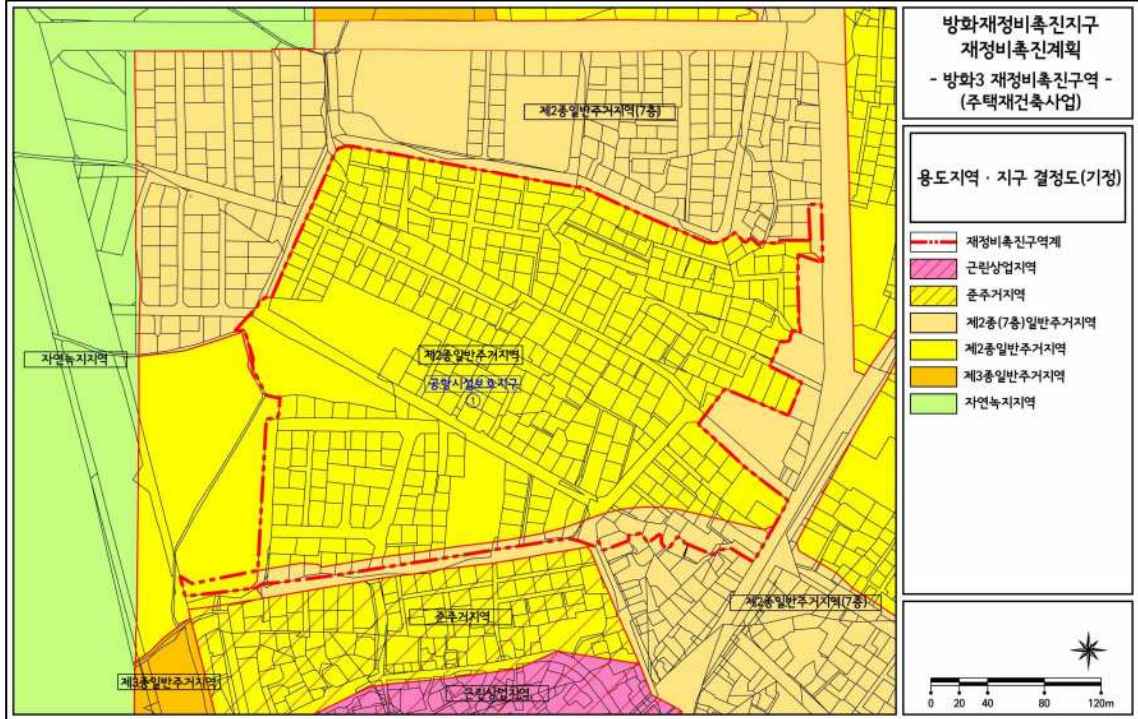 방화재정비촉진지구
재정비촉진계획
- 방화3 재정비촉진구역 -
(주택재건축사업)
용도지역 · 지구 결정도(기정)
재정비촉진구역계
근린상업지역
준주거지역
제2종(7층)일반주거지역
제2종일반주거지역
제3종일반주거지역
자연녹지지역
0 20 40 80 120m
제2종일반주거지역(7층)
자연녹지지역
제2종일반주거지역
공항시설보호지구
①
제2종일반주거지역(7층)
준주거지역
제3종일반주거지역
근린상업지역